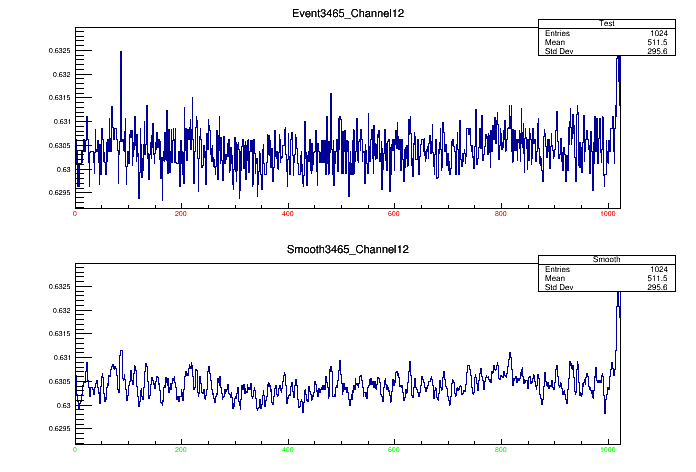 Event3465_Channel12
Test
Entries 1024
Mean 511.5
Std Dev 295.6
0.6325
0.632
0.6315
0.631
0.6305
0.63
0.6295
0 200 400 600 800 1000
Smooth3465_Channel12
Smooth
Entries 1024
Mean 511.5
Std Dev 295.6
0.6325
0.632
0.6315
0.631
0.6305
0.63
0.6295
0 200 400 600 800 1000